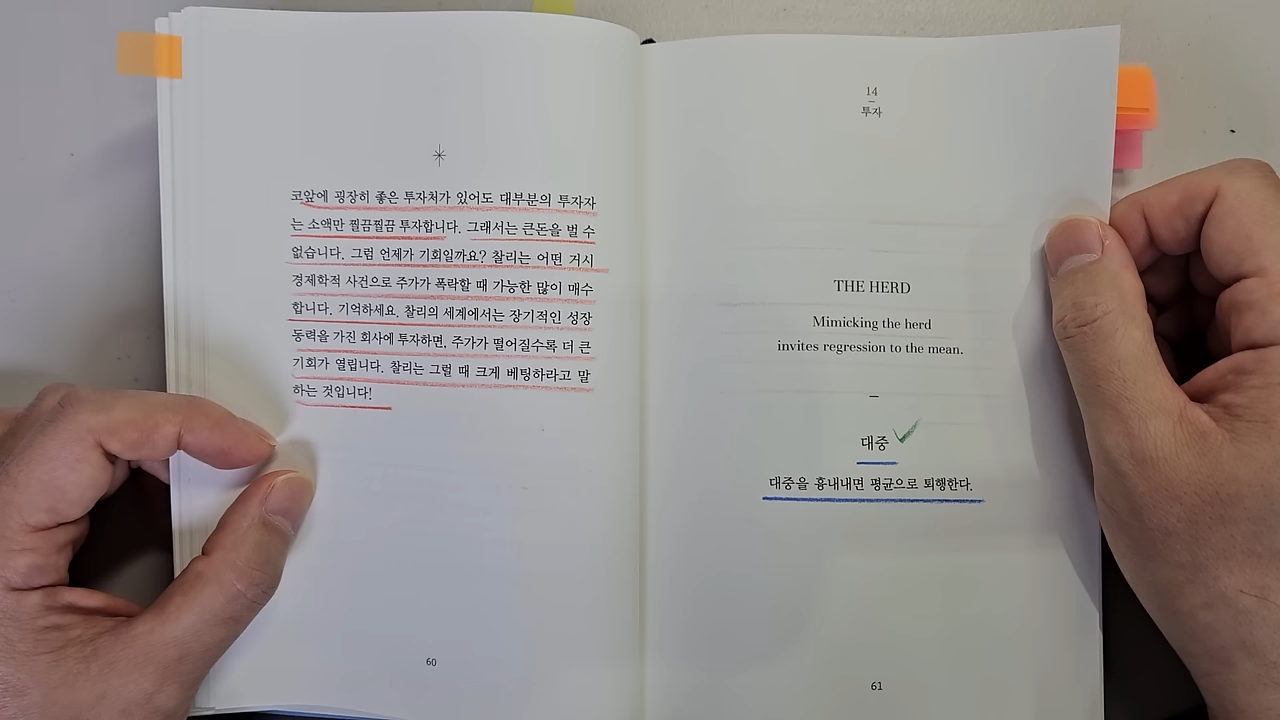 코앞에 굉장히 좋은 투자처가 있어도 대부분의 투자자
는 소액만 찔끔찔끔 투자합니다. 그래서는 큰돈을 벌 수
없습니다. 그럼 언제가 기회일까요? 찰리는 어떤 거시
경제학적 사건으로 주가가 폭락할 때 가능한 많이 매수
합니다. 기억하세요. 찰리의 세계에서는 장기적인 성장
동력을 가진 회사에 투자하면, 주가가 떨어질수록 더 큰
기회가 열립니다. 찰리는 그럴 때 크게 베팅하라고 말
하는 것입니다!
60
14
투자
THE HERD
Mimicking the herd
invites regression to the mean.
대중
대중을 흉내내면 평균으로 퇴행한다.
61